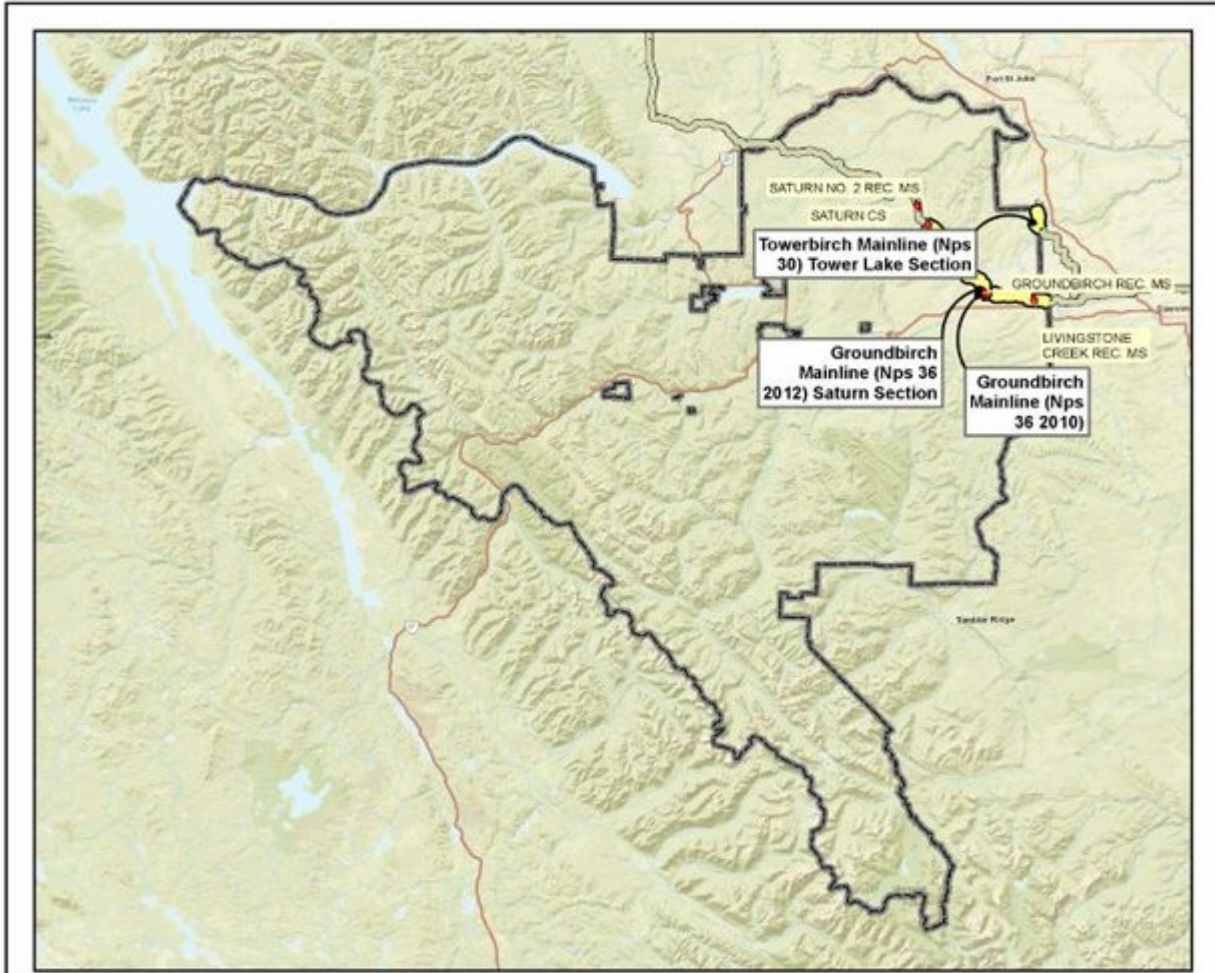 Fort St John
SATURN NO. 2 REC. MS
SATURN CS
Towerbirch Mainline (Nps
30) Tower Lake Section
GROUNDBIRCH REC. MS
LIVINGSTONE
CREEK REC. MS
Groundbirch
Mainline (Nps 36
2012) Saturn Section
Groundbirch
Mainline (Nps
36 2010)
Tumbler Ridge